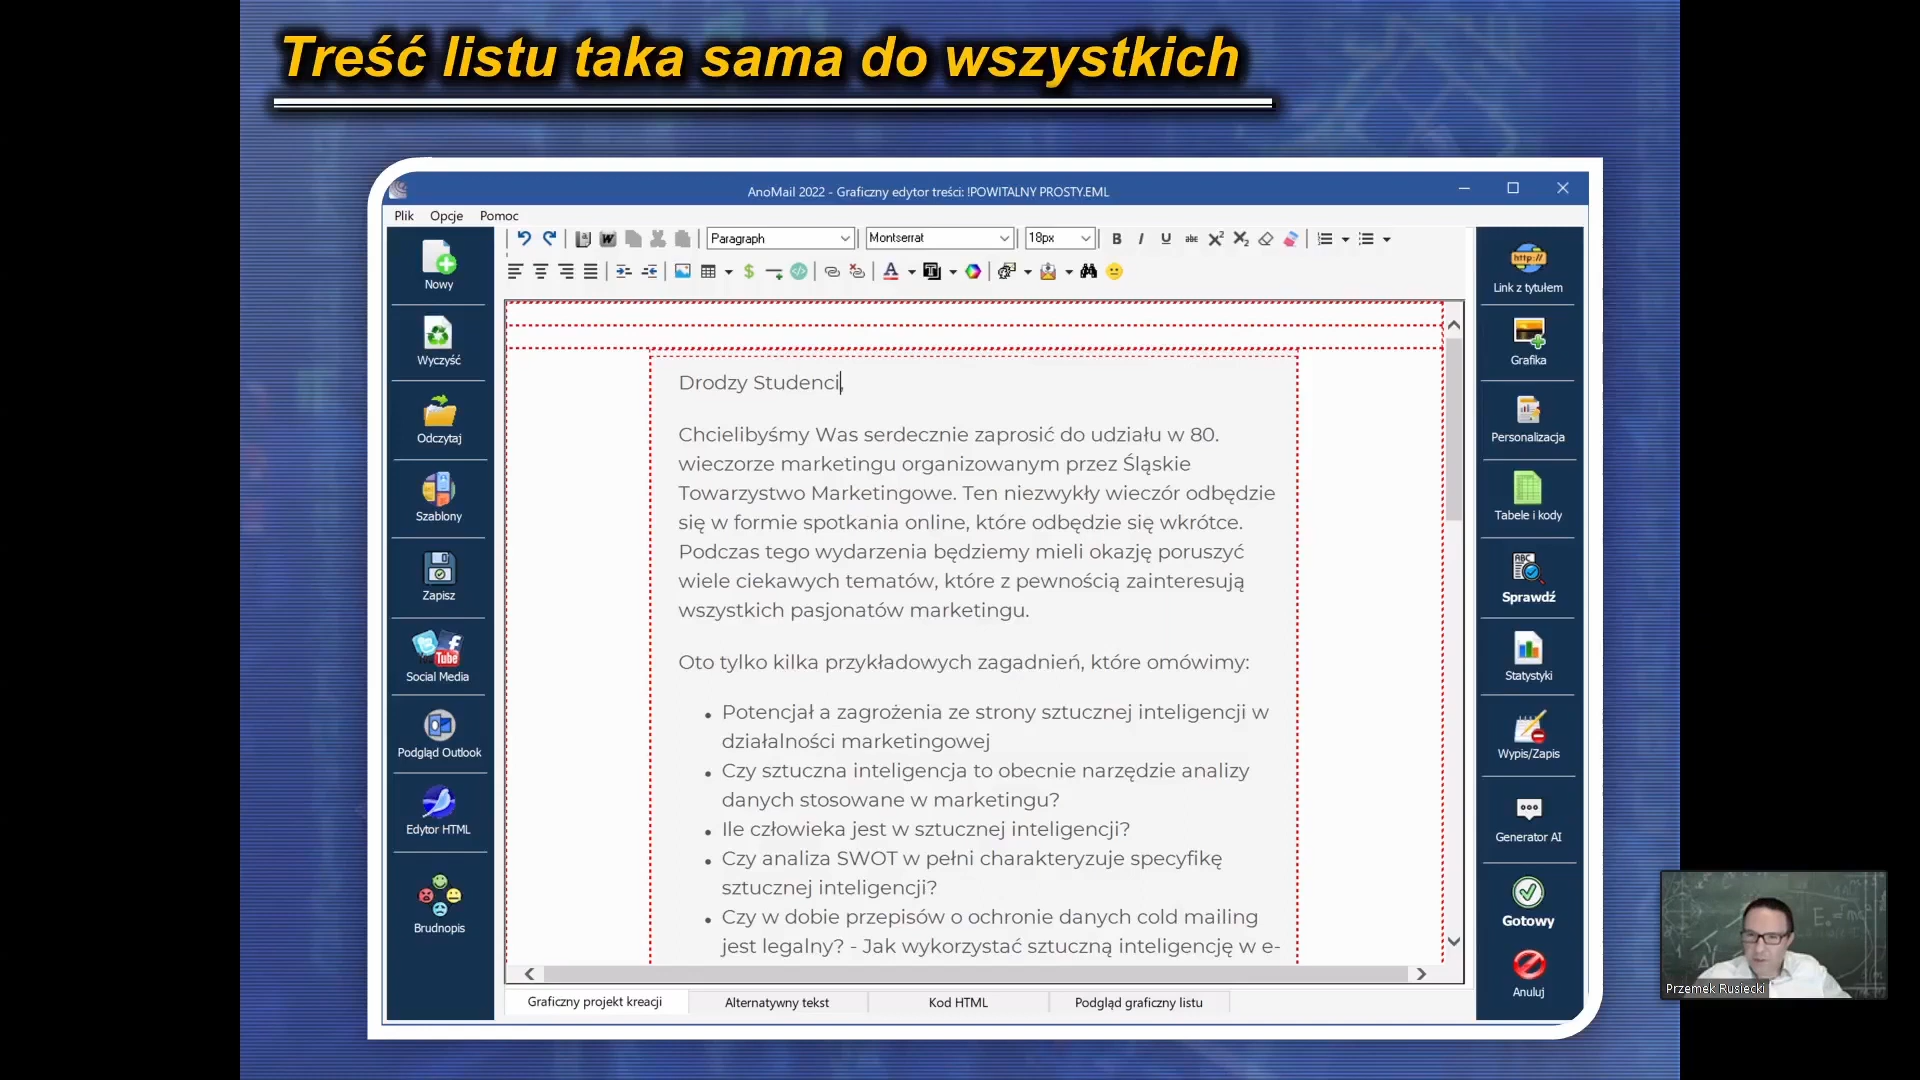 Treść listu taka sama do wszystkich
AnoMail 2022 - Graficzny edytor treści: !POWITALNY PROSTY.EML
Plik Opcje Pomoc
Paragraph Montserrat 18px
Nowy
Wyczyść
Odczytaj
Szablony
Zapisz
Social Media
Podgląd Outlook
Edytor HTML
Brudnopis
Drodzy Studenci,
Chcielibyśmy Was serdecznie zaprosić do udziału w 80.
wieczorze marketingu organizowanym przez Śląskie
Towarzystwo Marketingowe. Ten niezwykły wieczór odbędzie
się w formie spotkania online, które odbędzie się wkrótce.
Podczas tego wydarzenia będziemy mieli okazję poruszyć
wiele ciekawych tematów, które z pewnością zainteresują
wszystkich pasjonatów marketingu.
Oto tylko kilka przykładowych zagadnień, które omówimy:
• Potencjał a zagrożenia ze strony sztucznej inteligencji w
działalności marketingowej
• Czy sztuczna inteligencja to obecnie narzędzie analizy
danych stosowane w marketingu?
• Ile człowieka jest w sztucznej inteligencji?
• Czy analiza SWOT w pełni charakteryzuje specyfikę
sztucznej inteligencji?
• Czy w dobie przepisów o ochronie danych cold mailing
jest legalny? - Jak wykorzystać sztuczną inteligencję w e-
Graficzny projekt kreacji Alternatywny tekst Kod HTML Podgląd graficzny listu
Link z tytułem
Grafika
Personalizacja
Tabele i kody
Sprawdź
Statystyki
Wypis/Zapis
Generator AI
Gotowy
Anuluj
Przemek Rusiecki